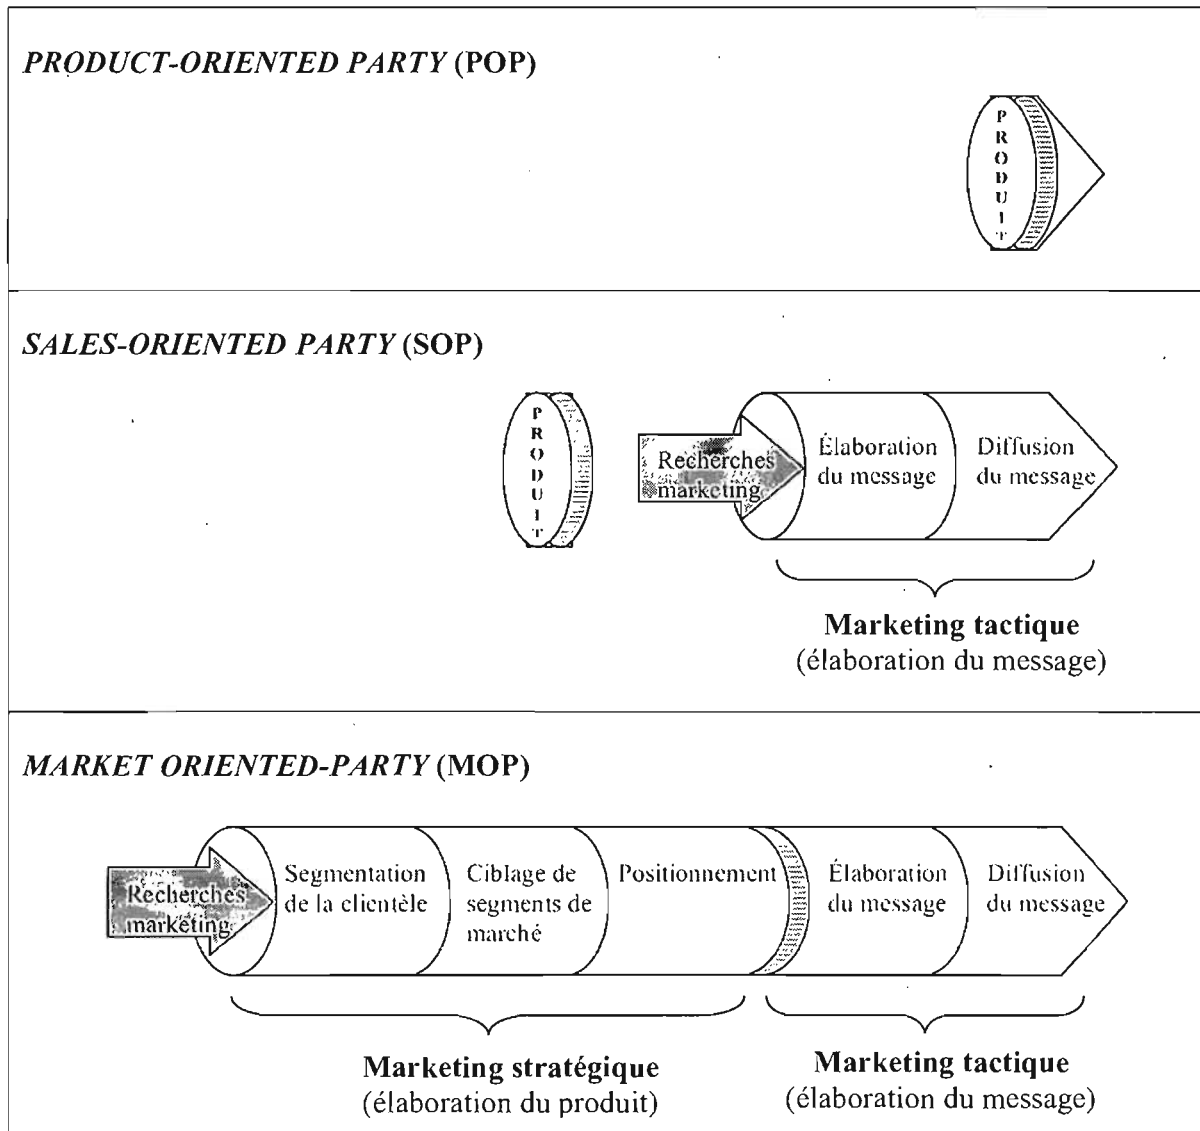 PRODUCT-ORIENTED PARTY (POP)
PRODUIT
SALES-ORIENTED PARTY (SOP)
PRODUIT
Recherches
marketing
Élaboration
du message
Diffusion
du message
Marketing tactique
(élaboration du message)
MARKET ORIENTED-PARTY (MOP)
Recherches
marketing
Segmentation
de la clientèle
Ciblage de
segments de
marché
Positionnement
Élaboration
du message
Diffusion
du message
Marketing stratégique
(élaboration du produit)
Marketing tactique
(élaboration du message)